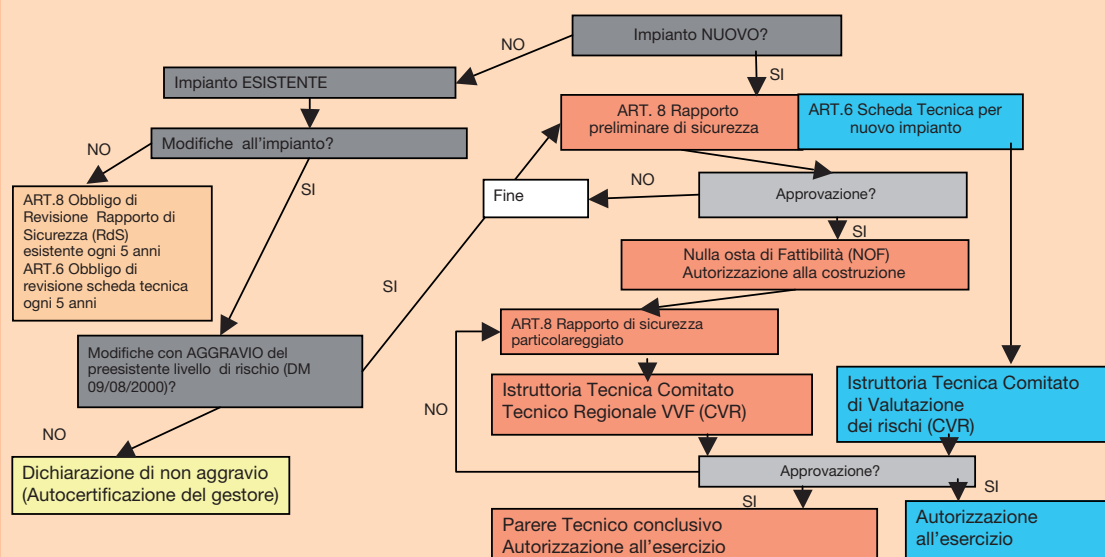 Impianto NUOVO?
NO
SI
Impianto ESISTENTE
ART. 8 Rapporto
preliminare di sicurezza
ART.6 Scheda Tecnica per
nuovo impianto
Modifiche all'impianto?
NO
SI
ART.8 Obbligo di
Revisione Rapporto di
Sicurezza (RdS)
esistente ogni 5 anni
ART.6 Obbligo di
revisione scheda tecnica
ogni 5 anni
Fine
NO
Approvazione?
SI
Nulla osta di Fattibilità (NOF)
Autorizzazione alla costruzione
SI
ART.8 Rapporto di sicurezza
particolareggiato
Modifiche con AGGRAVIO del
preesistente livello di rischio (DM
09/08/2000)?
Istruttoria Tecnica Comitato
Tecnico Regionale VVF (CVR)
Istruttoria Tecnica Comitato
di Valutazione
dei rischi (CVR)
NO
NO
Dichiarazione di non aggravio
(Autocertificazione del gestore)
Approvazione?
SI
SI
Parere Tecnico conclusivo
Autorizzazione all'esercizio
Autorizzazione
all'esercizio